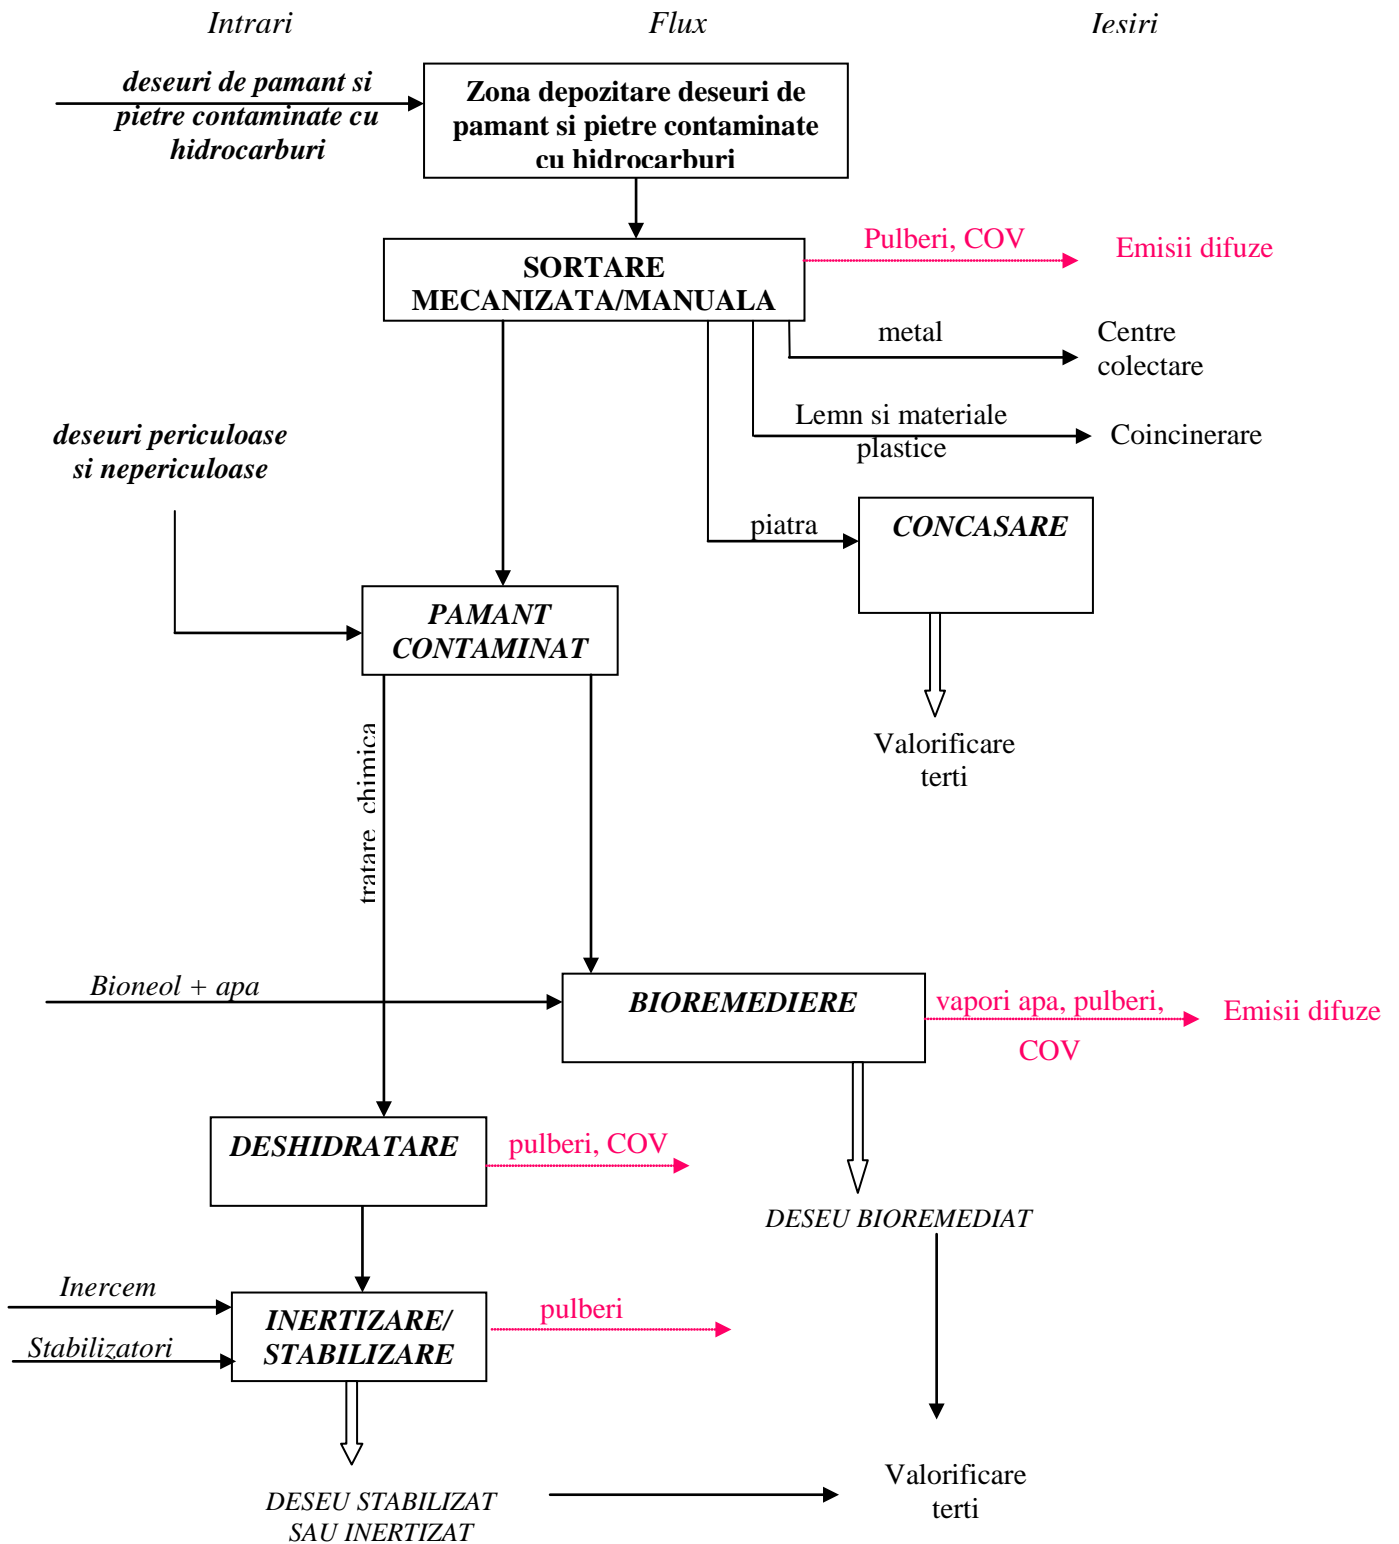 Intrari
Flux
Iesiri
deseuri de pamant si
pietre contaminate cu
hidrocarburi
Zona depozitare deseuri de
pamant si pietre contaminate
cu hidrocarburi
SORTARE
MECANIZATA/MANUALA
Pulberi, COV
Emisii difuze
metal
Centre
colectare
Lemn si materiale
plastice
Coincinerare
deseuri periculoase
si nepericuloase
piatra
CONCASARE
PAMANT
CONTAMINAT
Valorificare
terti
tratare chimica
Bioneol + apa
BIOREMEDIERE
vapori apa, pulberi,
COV
Emisii difuze
DESHIDRATARE
pulberi, COV
DESEU BIOREMEDIAT
Inercem
Stabilizatori
INERTIZARE/
STABILIZARE
pulberi
DESEU STABILIZAT
SAU INERTIZAT
Valorificare
terti